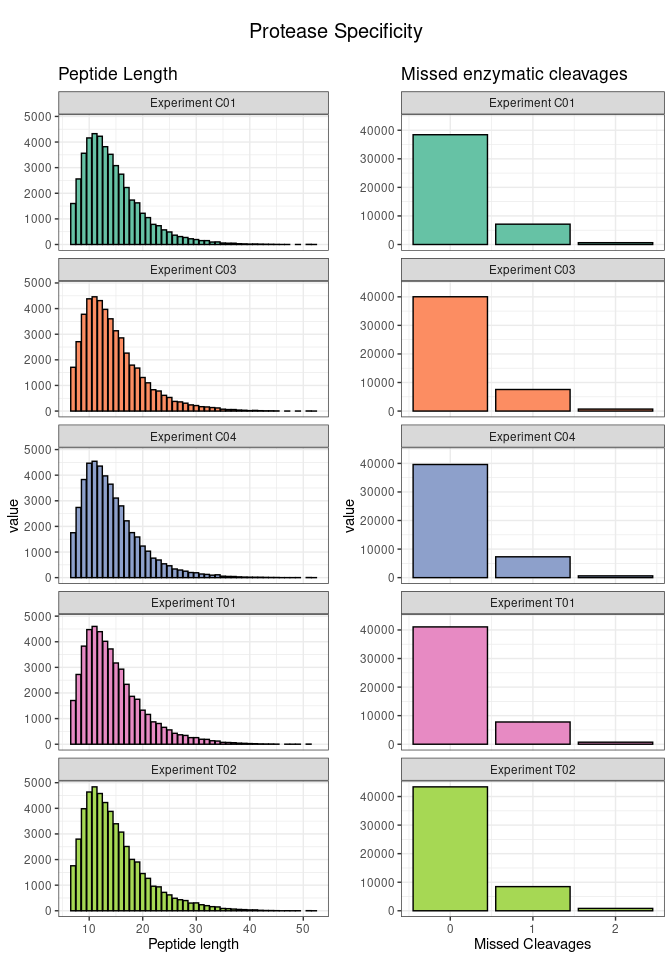 Protease Specificity
Peptide Length
Experiment C01
5000
4000
3000
2000
1000
0
Experiment C03
5000
4000
3000
2000
1000
0
Experiment C04
5000
4000
3000
2000
1000
0
Experiment T01
5000
4000
3000
2000
1000
0
Experiment T02
5000
4000
3000
2000
1000
0
value
10 20 30 40 50
Peptide length
Missed enzymatic cleavages
Experiment C01
40000
30000
20000
10000
0
Experiment C03
40000
30000
20000
10000
0
Experiment C04
40000
30000
20000
10000
0
Experiment T01
40000
30000
20000
10000
0
Experiment T02
40000
30000
20000
10000
0
value
0 1 2
Missed Cleavages